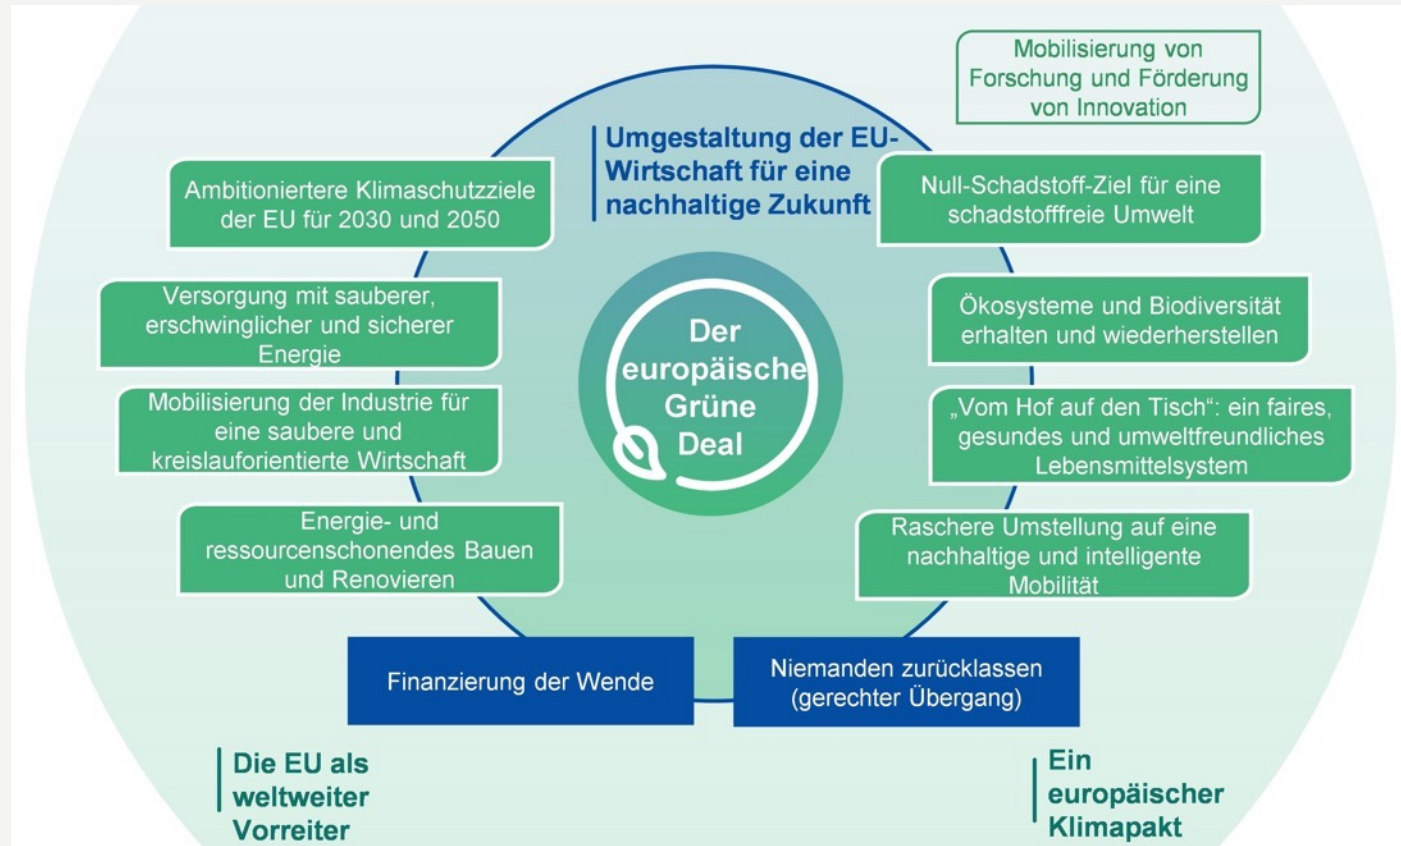 Mobilisierung von
Forschung und Förderung
von Innovation
Umgestaltung der EU-
Wirtschaft für eine
nachhaltige Zukunft
Ambitioniertere Klimaschutzziele
der EU für 2030 und 2050
Null-Schadstoff-Ziel für eine
schadstofffreie Umwelt
Versorgung mit sauberer,
erschwinglicher und sicherer
Energie
Ökosysteme und Biodiversität
erhalten und wiederherstellen
Der
europäische
Grüne
Deal
Mobilisierung der Industrie für
eine saubere und
kreislauforientierte Wirtschaft
„Vom Hof auf den Tisch“: ein faires,
gesundes und umweltfreundliches
Lebensmittelsystem
Energie- und
ressourcenschonendes Bauen
und Renovieren
Raschere Umstellung auf eine
nachhaltige und intelligente
Mobilität
Finanzierung der Wende
Niemanden zurücklassen
(gerechter Übergang)
Die EU als
weltweiter
Vorreiter
Ein
europäischer
Klimapakt